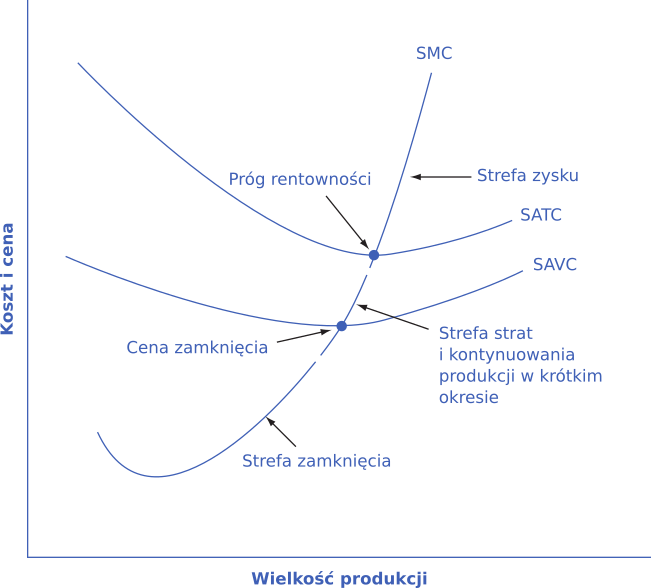 SMC
Próg rentowności
Strefa zysku
SATC
SAVC
Koszt i cena
Cena zamknięcia
Strefa strat
i kontynuowania
produkcji w krótkim
okresie
Strefa zamknięcia
Wielkość produkcji